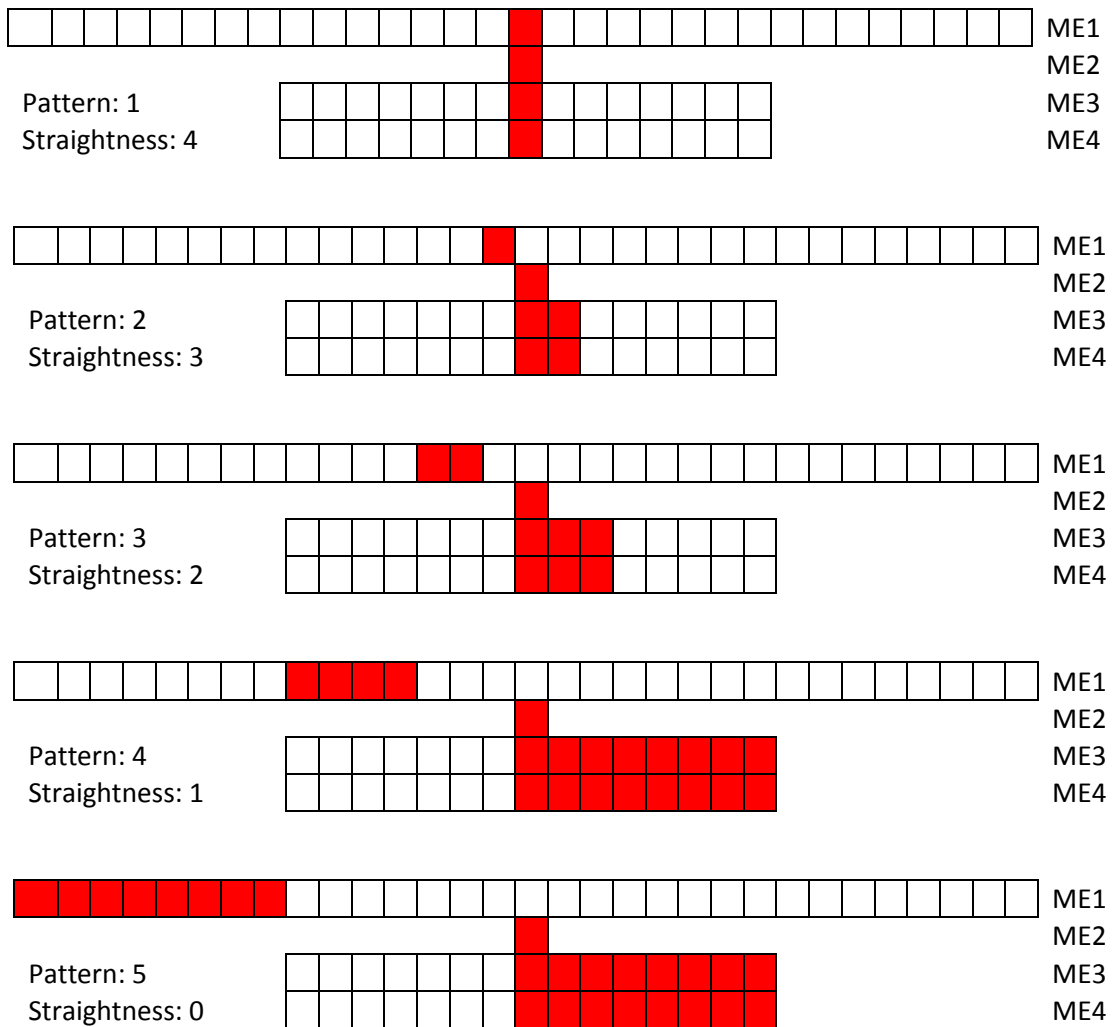 ME1
ME2
Pattern: 1 ME3
Straightness: 4 ME4
ME1
ME2
Pattern: 2 ME3
Straightness: 3 ME4
ME1
ME2
Pattern: 3 ME3
Straightness: 2 ME4
ME1
ME2
Pattern: 4 ME3
Straightness: 1 ME4
ME1
ME2
Pattern: 5 ME3
Straightness: 0 ME4